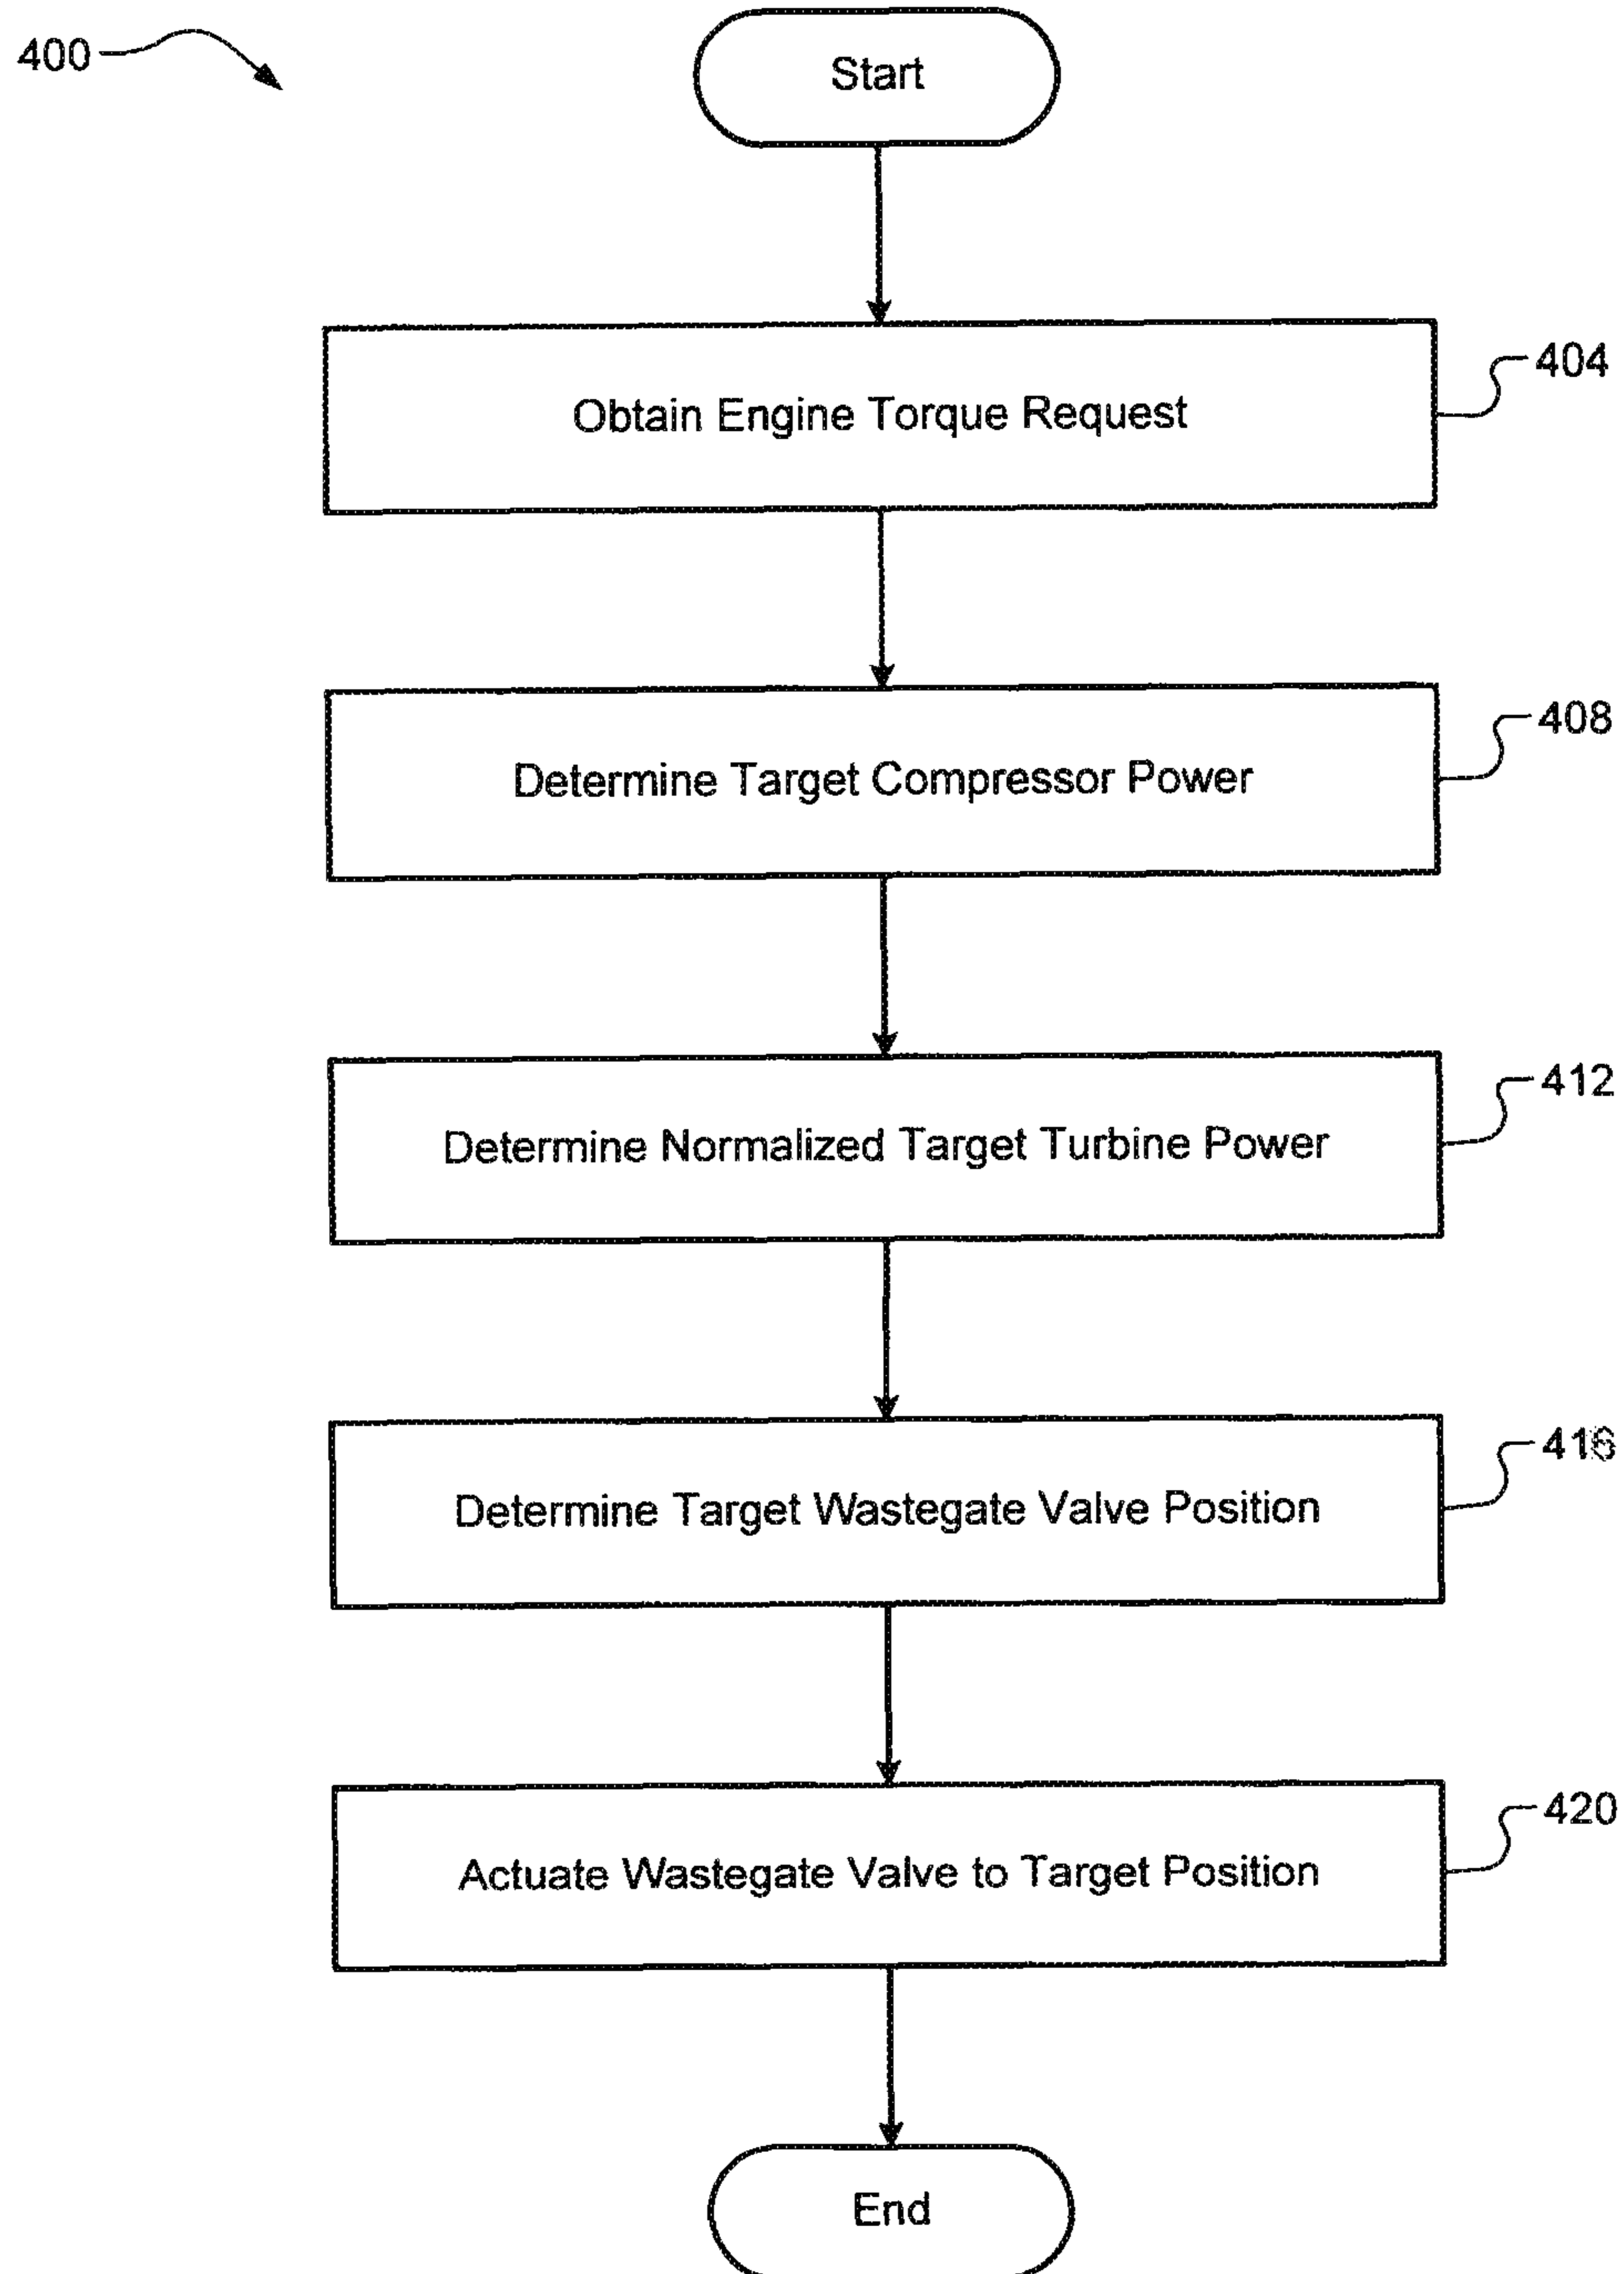 400
Start
Obtain Engine Torque Request
404
Determine Target Compressor Power
408
Determine Normalized Target Turbine Power
412
Determine Target Wastegate Valve Position
416
Actuate Wastegate Valve to Target Position
420
End